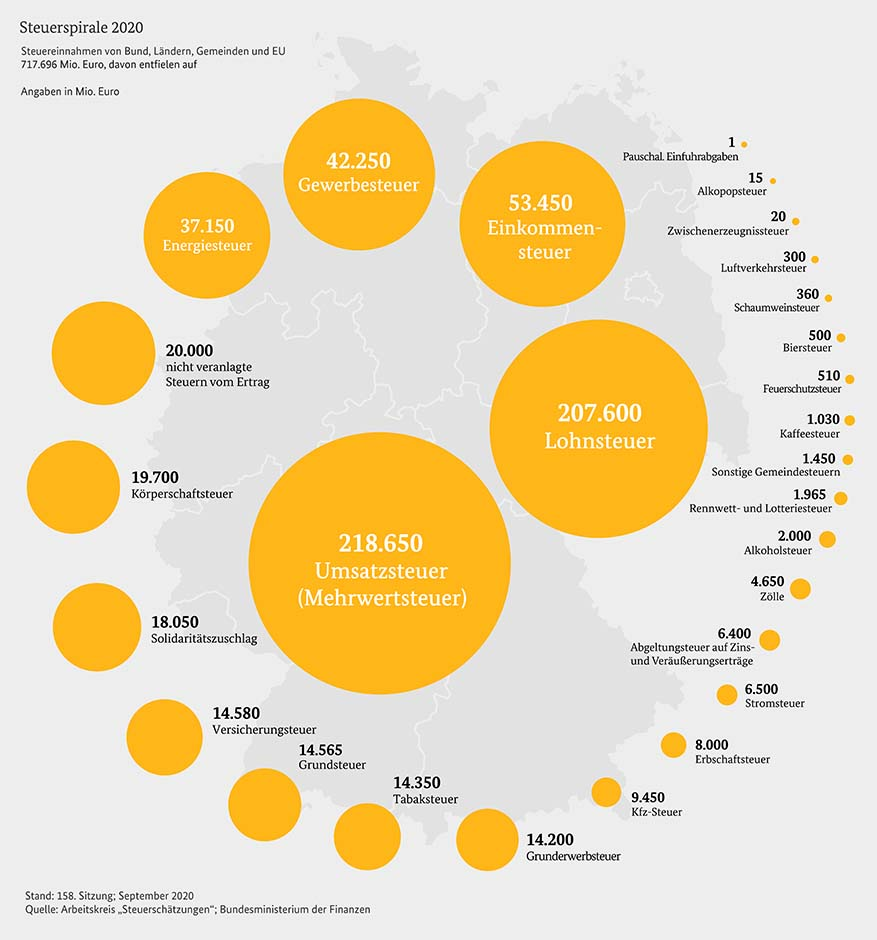 Steuerspirale 2020
Steuereinnahmen von Bund, Ländern, Gemeinden und EU
717.696 Mio. Euro, davon entfielen auf
Angaben in Mio. Euro
218.650
Umsatzsteuer
(Mehrwertsteuer)
207.600
Lohnsteuer
53.450
Einkommen-
steuer
42.250
Gewerbesteuer
37.150
Energiesteuer
20.000
nicht veranlagte
Steuern vom Ertrag
19.700
Körperschaftsteuer
18.050
Solidaritätszuschlag
14.580
Versicherungsteuer
14.565
Grundsteuer
14.350
Tabaksteuer
14.200
Grunderwerbsteuer
9.450
Kfz-Steuer
8.000
Erbschaftsteuer
6.500
Stromsteuer
6.400
Abgeltungsteuer auf Zins-
und Veräußerungserträge
4.650
Zölle
2.000
Alkoholsteuer
1.965
Rennwett- und Lotteriesteuer
1.450
Sonstige Gemeindesteuern
1.030
Kaffeesteuer
510
Feuerschutzsteuer
500
Biersteuer
360
Schaumweinsteuer
300
Luftverkehrsteuer
20
Zwischenerzeugnissteuer
15
Alkopopsteuer
1
Pauschal. Einfuhrabgaben
Stand: 158. Sitzung; September 2020
Quelle: Arbeitskreis „Steuerschätzungen“; Bundesministerium der Finanzen